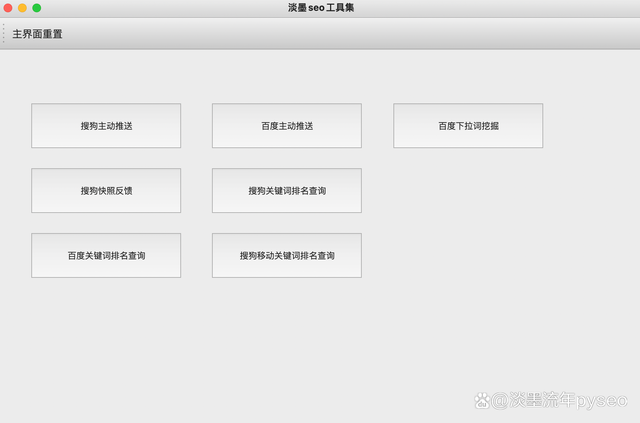 淡墨seo工具集
主界面重置
搜狗主动推送
百度主动推送
百度下拉词挖掘
搜狗快照反馈
搜狗关键词排名查询
百度关键词排名查询
搜狗移动关键词排名查询
@淡墨流年pyseo